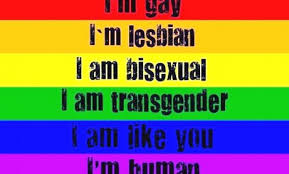 I'm gay
I'm lesbian
I am bisexual
I am transgender
I am like you
I'm human